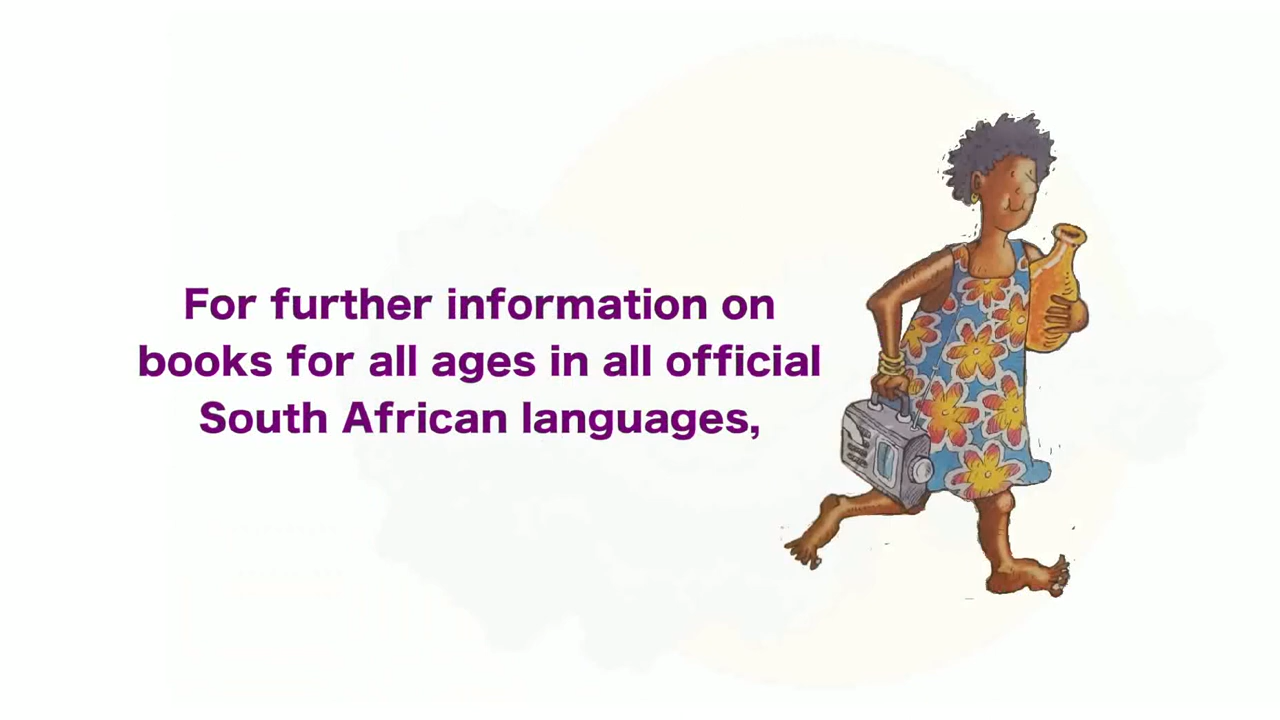 For further information on
books for all ages in all official
South African languages,